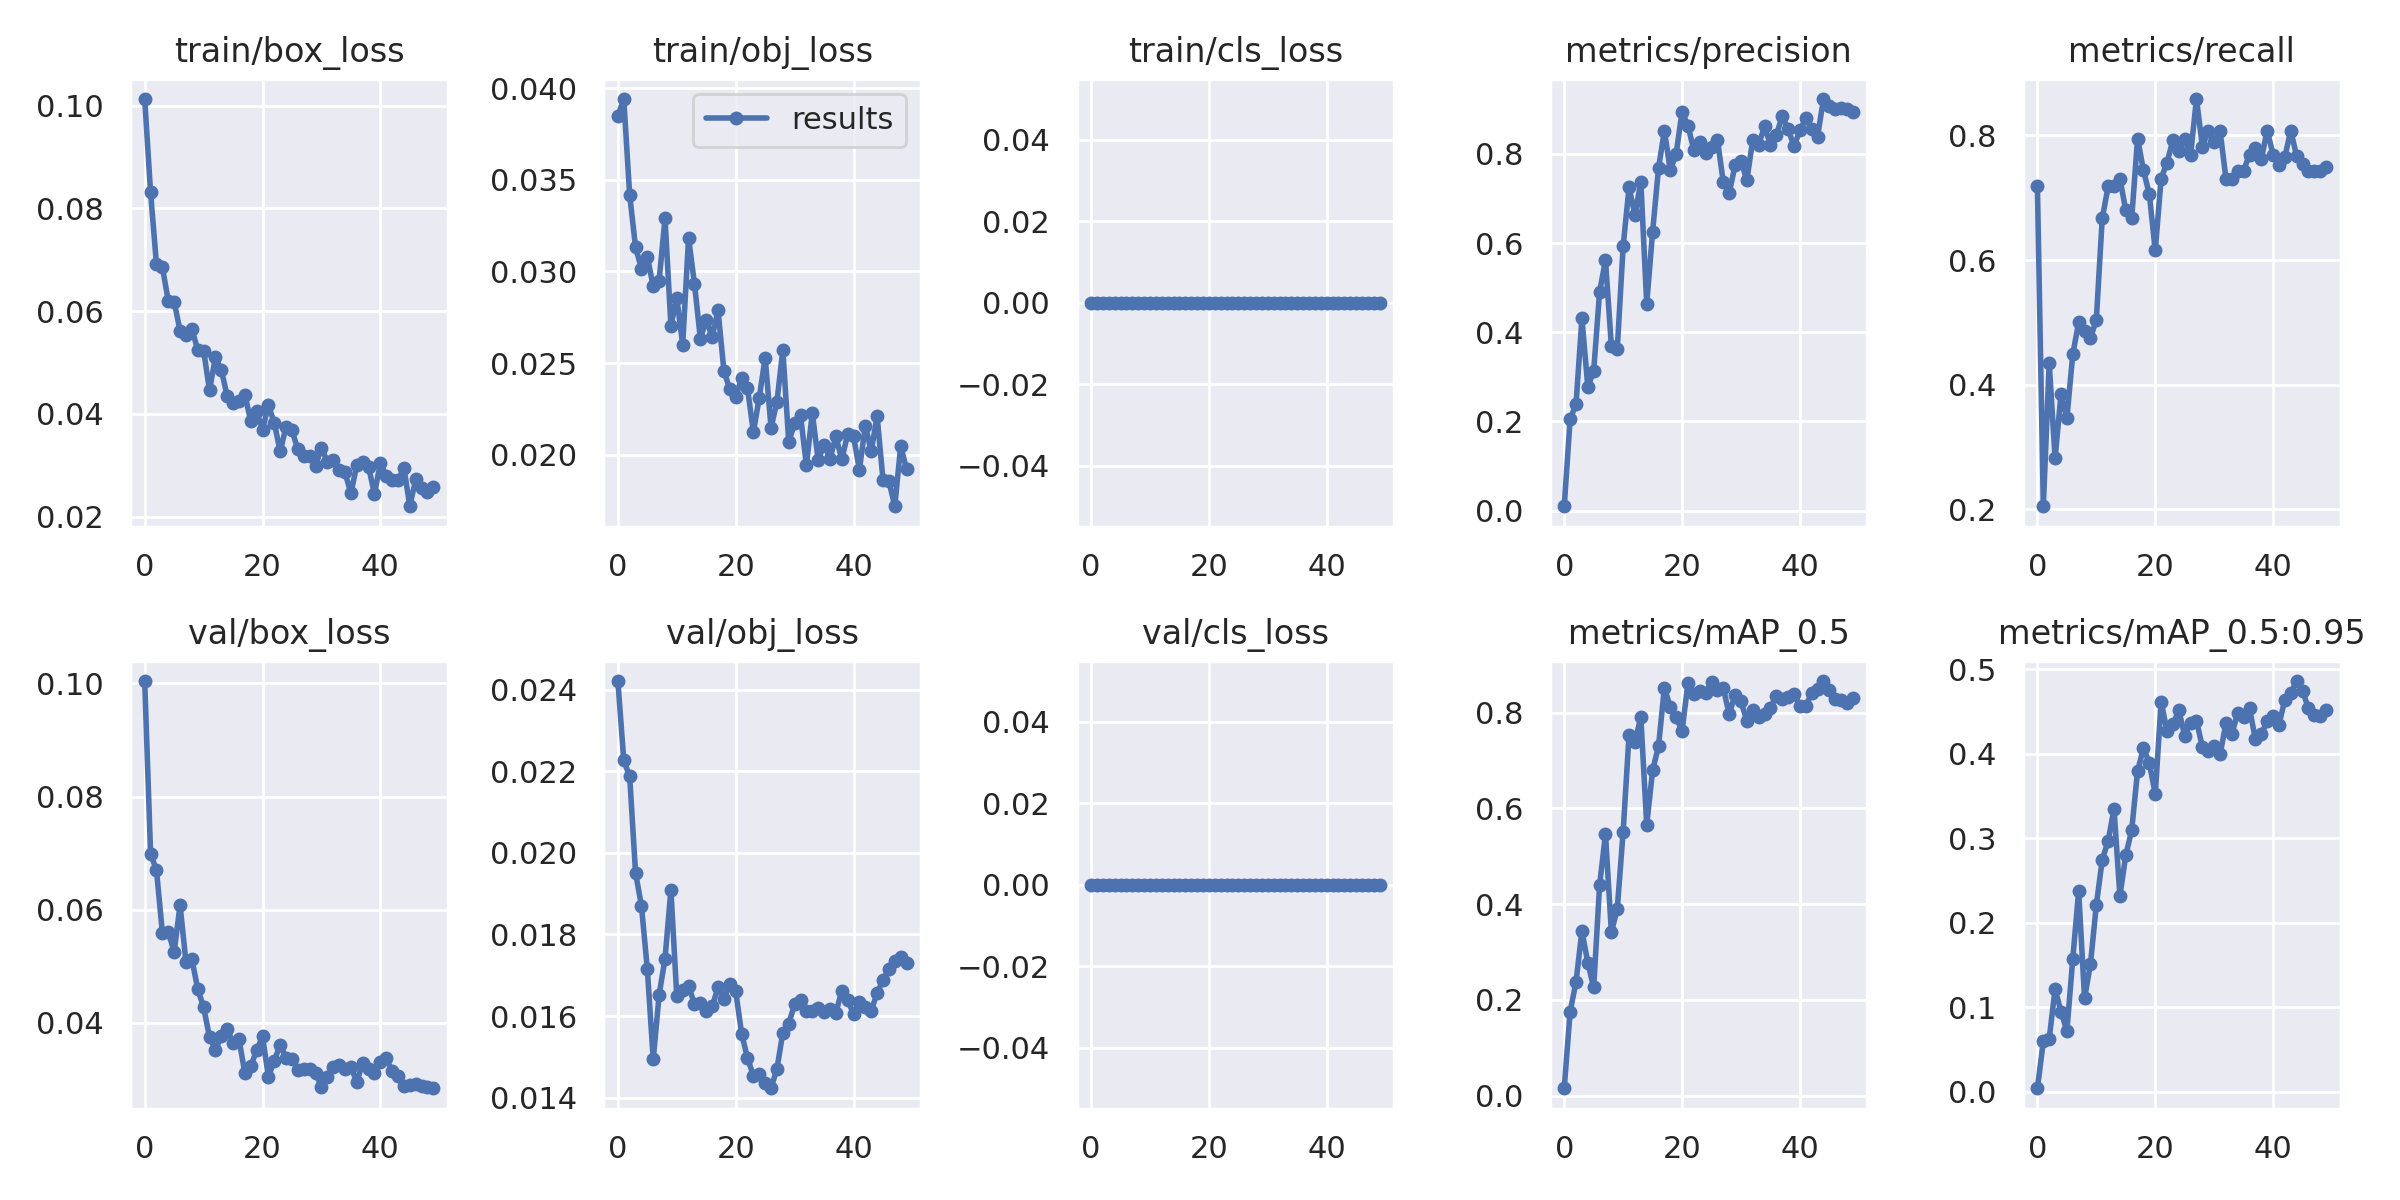 train/box_loss
0.10
0.08
0.06
0.04
0.02
0 20 40
train/obj_loss
results
0.040
0.035
0.030
0.025
0.020
0 20 40
train/cls_loss
0.04
0.02
0.00
−0.02
−0.04
0 20 40
metrics/precision
0.8
0.6
0.4
0.2
0.0
0 20 40
metrics/recall
0.8
0.6
0.4
0.2
0 20 40
val/box_loss
0.10
0.08
0.06
0.04
0 20 40
val/obj_loss
0.024
0.022
0.020
0.018
0.016
0.014
0 20 40
val/cls_loss
0.04
0.02
0.00
−0.02
−0.04
0 20 40
metrics/mAP_0.5
0.8
0.6
0.4
0.2
0.0
0 20 40
metrics/mAP_0.5:0.95
0.5
0.4
0.3
0.2
0.1
0.0
0 20 40